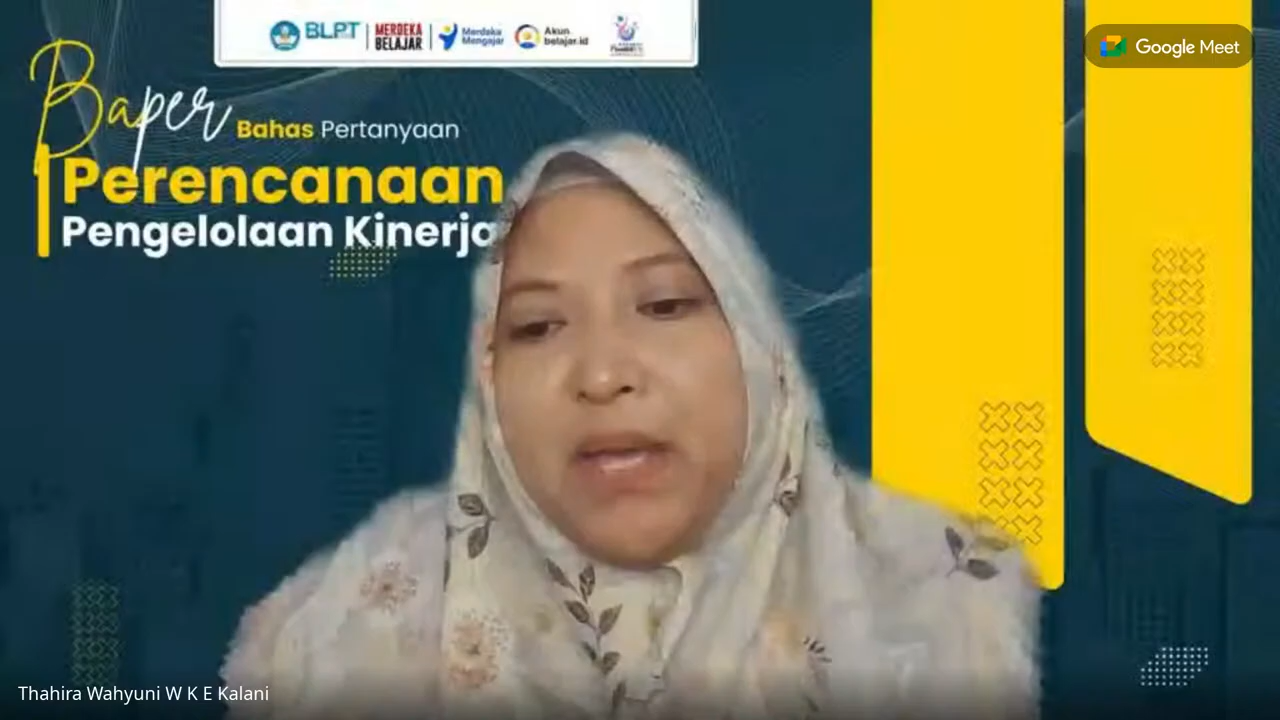 BLPT
MERDEKA
BELAJAR
Merdeka
Mengajar
Akun
belajar.id
Google Meet
Baper
Bahas Pertanyaan
Perencanaan
Pengelolaan Kinerja
Thahira Wahyuni W K E Kalani